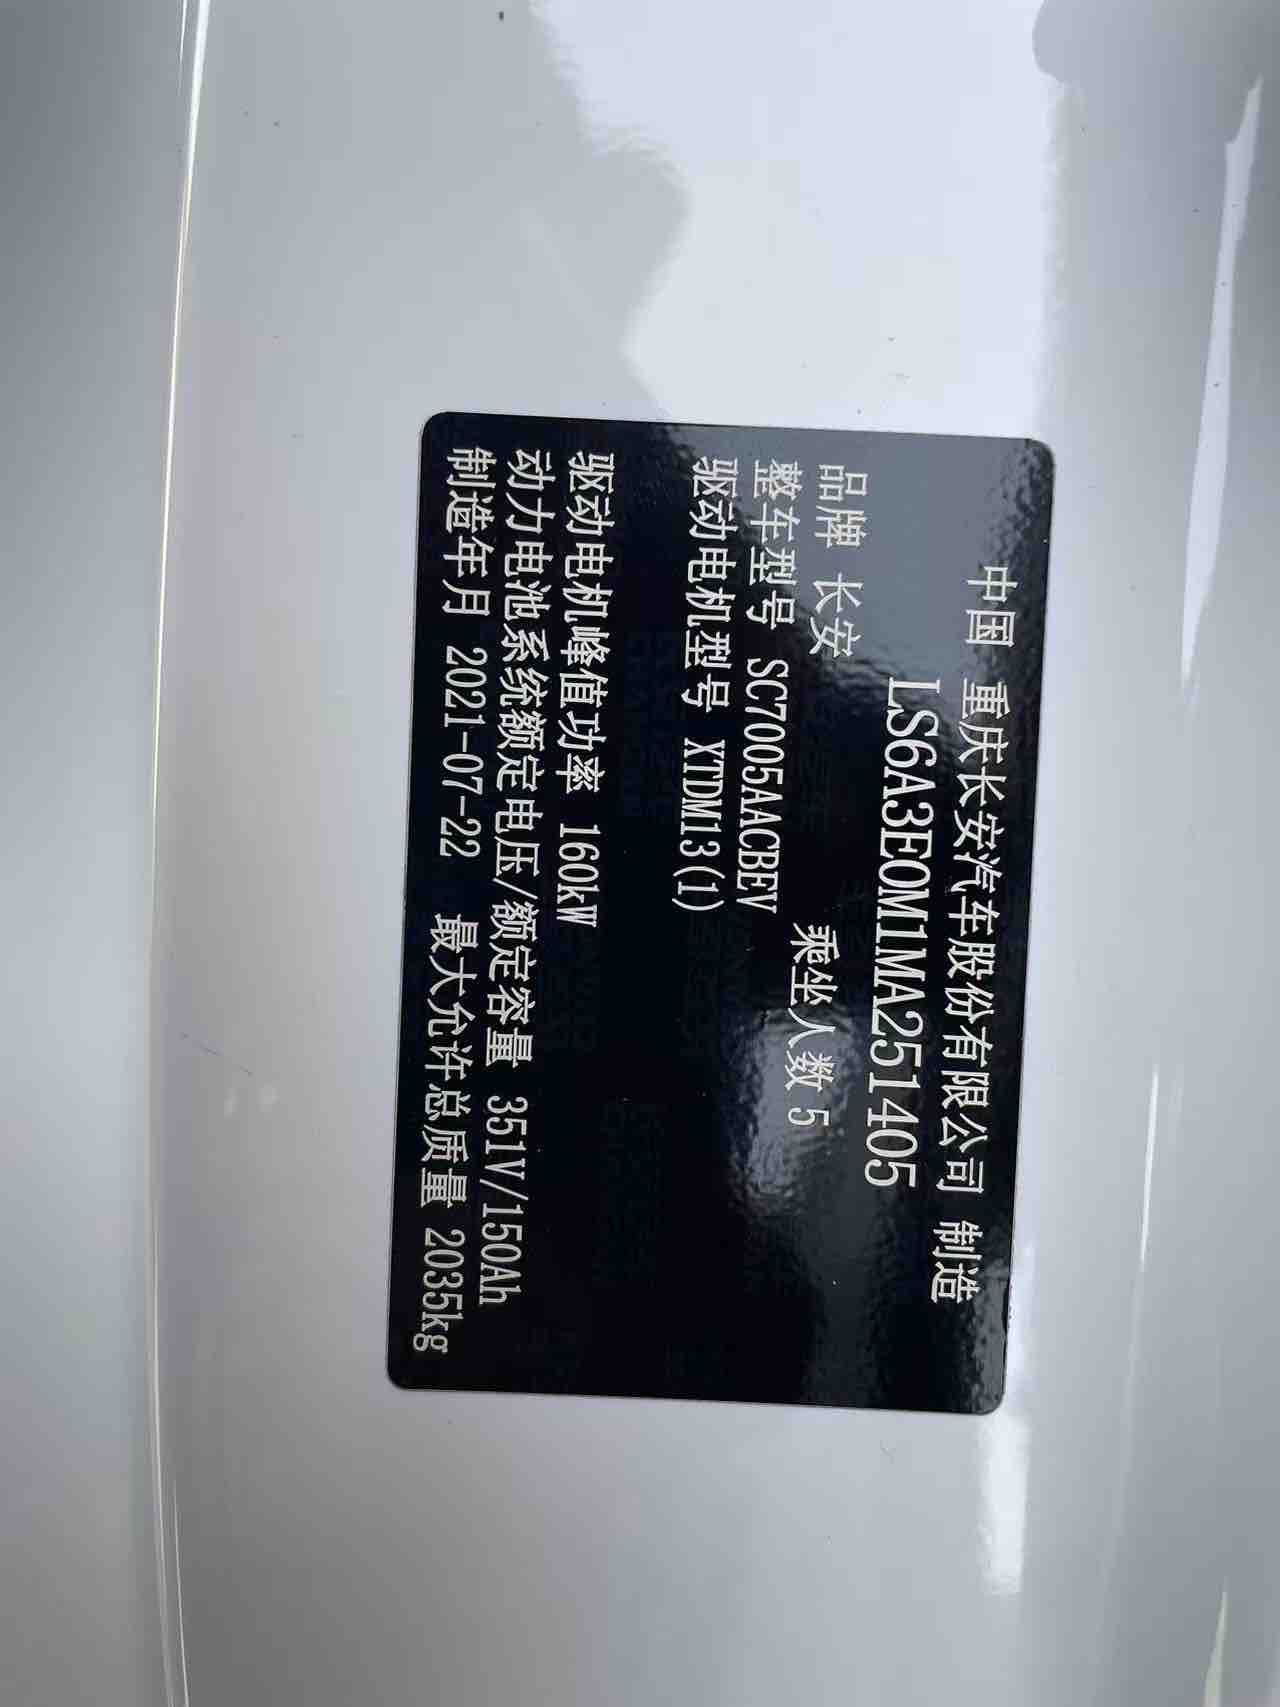 中国 重庆长安汽车股份有限公司 制造
LS6A3E0M1MA251405
品牌 长安 乘坐人数 5
整车型号 SC7005AACBEV
驱动电机型号 XTDM13(1)
驱动电机峰值功率 160kW
动力电池系统额定电压/额定容量 351V/150Ah
制造年月 2021-07-22 最大允许总质量 2035kg